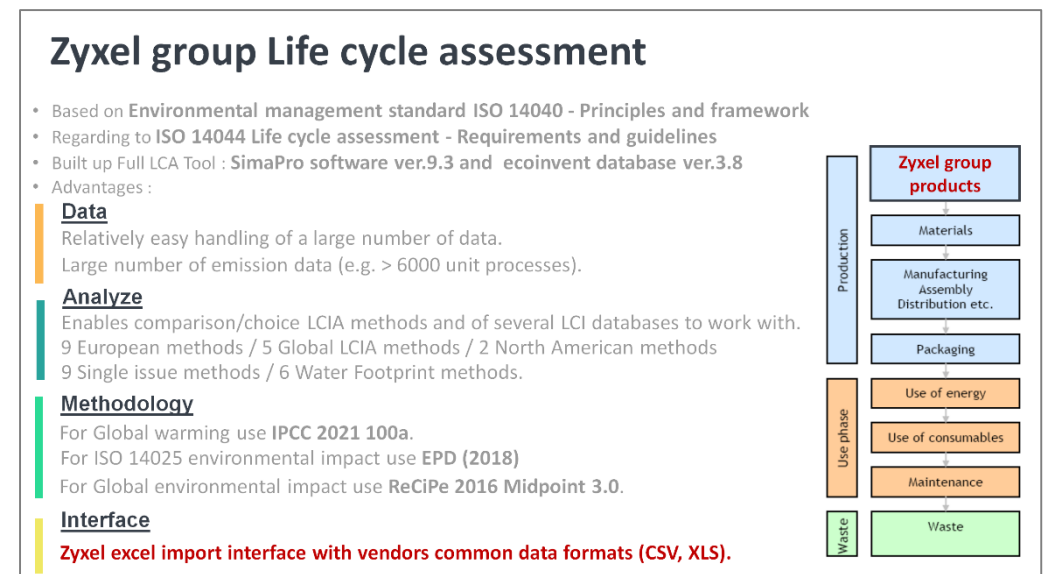 Zyxel group Life cycle assessment
• Based on Environmental management standard ISO 14040 - Principles and framework
• Regarding to ISO 14044 Life cycle assessment - Requirements and guidelines
• Built up Full LCA Tool : SimaPro software ver.9.3 and ecoinvent database ver.3.8
• Advantages :
Data
Relatively easy handling of a large number of data.
Large number of emission data (e.g. > 6000 unit processes).
Analyze
Enables comparison/choice LCIA methods and of several LCI databases to work with.
9 European methods / 5 Global LCIA methods / 2 North American methods
9 Single issue methods / 6 Water Footprint methods.
Methodology
For Global warming use IPCC 2021 100a.
For ISO 14025 environmental impact use EPD (2018)
For Global environmental impact use ReCiPe 2016 Midpoint 3.0.
Interface
Zyxel excel import interface with vendors common data formats (CSV, XLS).
Production
Zyxel group
products
Materials
Manufacturing
Assembly
Distribution etc.
Packaging
Use phase
Use of energy
Use of consumables
Maintenance
Waste
Waste